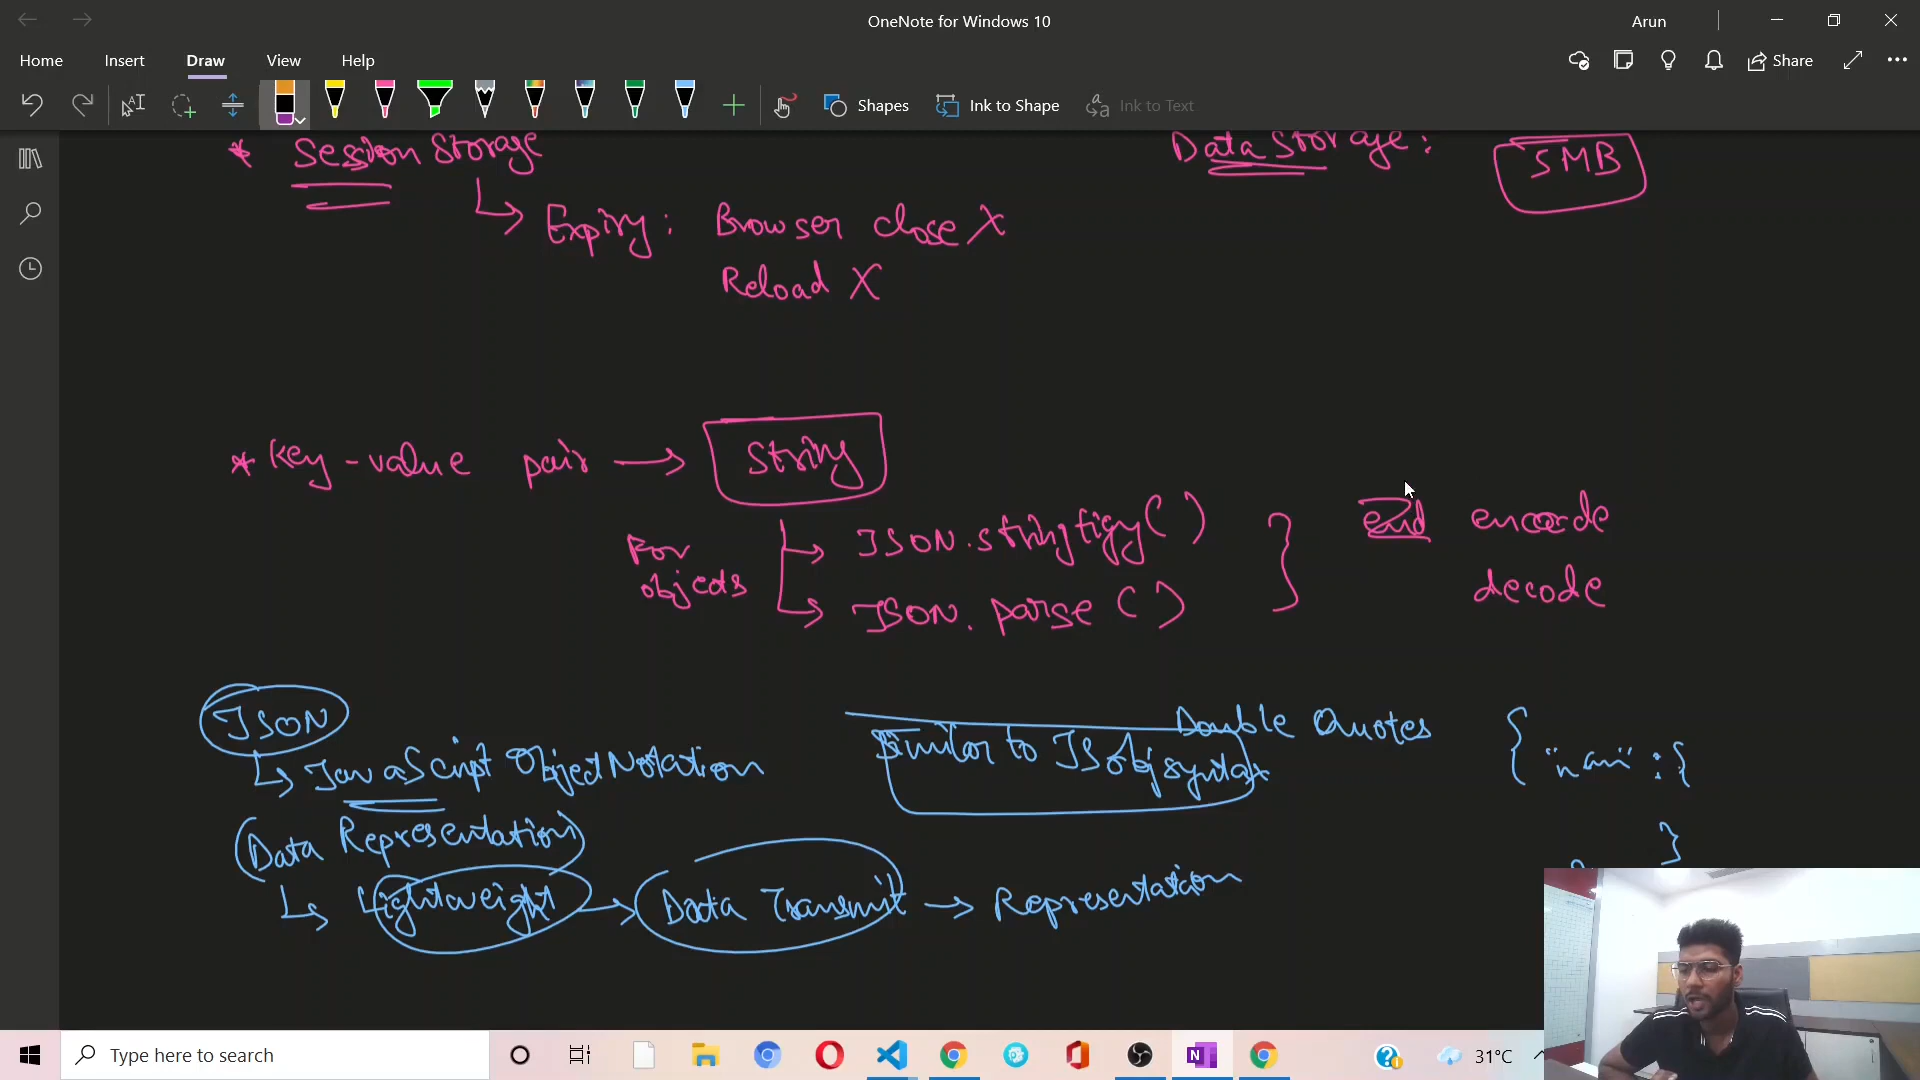 OneNote for Windows 10
Arun
Home Insert Draw View Help
Share
Shapes Ink to Shape Ink to Text
* Session Storage
Data Storage: 5MB
Expiry: Browser close X
Reload X
* Key-value pair → String
For objects
JSON.stringfigy()
JSON.parse()
end encode
decode
JSON
Double Quotes
JavaScript Object Notation
Similar to JS obj syntax
{ "nam" : {
}
(Data Representation)
Lightweight → Data Transmit → Representation
Type here to search
31°C